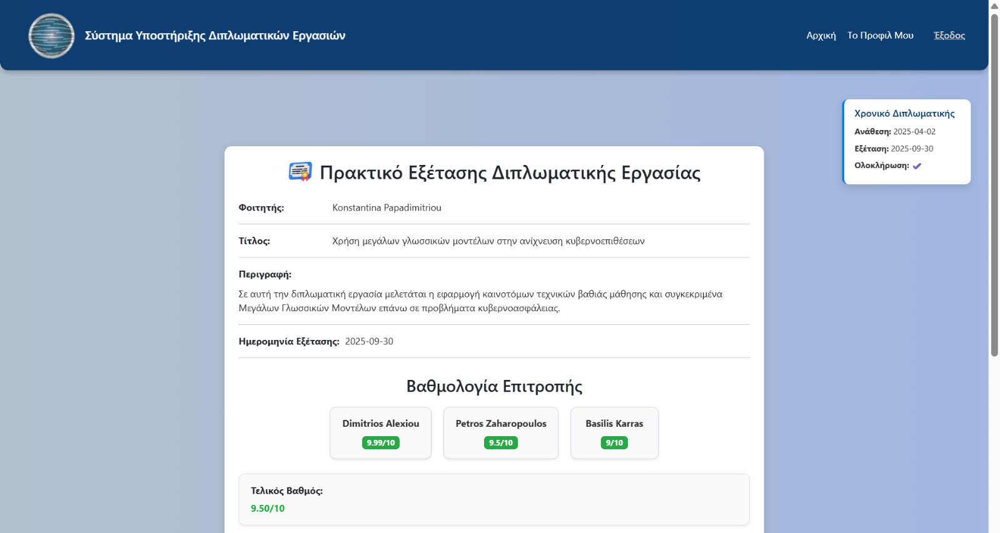 Σύστημα Υποστήριξης Διπλωματικών Εργασιών
Αρχική Το Προφιλ Μου Έξοδος
Χρονικό Διπλωματικής
Ανάθεση: 2025-04-02
Εξέταση: 2025-09-30
Ολοκλήρωση:
Πρακτικό Εξέτασης Διπλωματικής Εργασίας
Φοιτητής: Konstantina Papadimitriou
Τίτλος: Χρήση μεγάλων γλωσσικών μοντέλων στην ανίχνευση κυβερνοεπιθέσεων
Περιγραφή:
Σε αυτή την διπλωματική εργασία μελετάται η εφαρμογή καινοτόμων τεχνικών βαθιάς μάθησης και συγκεκριμένα
Μεγάλων Γλωσσικών Μοντέλων επάνω σε προβλήματα κυβερνοασφάλειας.
Ημερομηνία Εξέτασης: 2025-09-30
Βαθμολογία Επιτροπής
Dimitrios Alexiou Petros Zaharopoulos Basilis Karras
9.99/10 9.5/10 9/10
Τελικός Βαθμός:
9.50/10